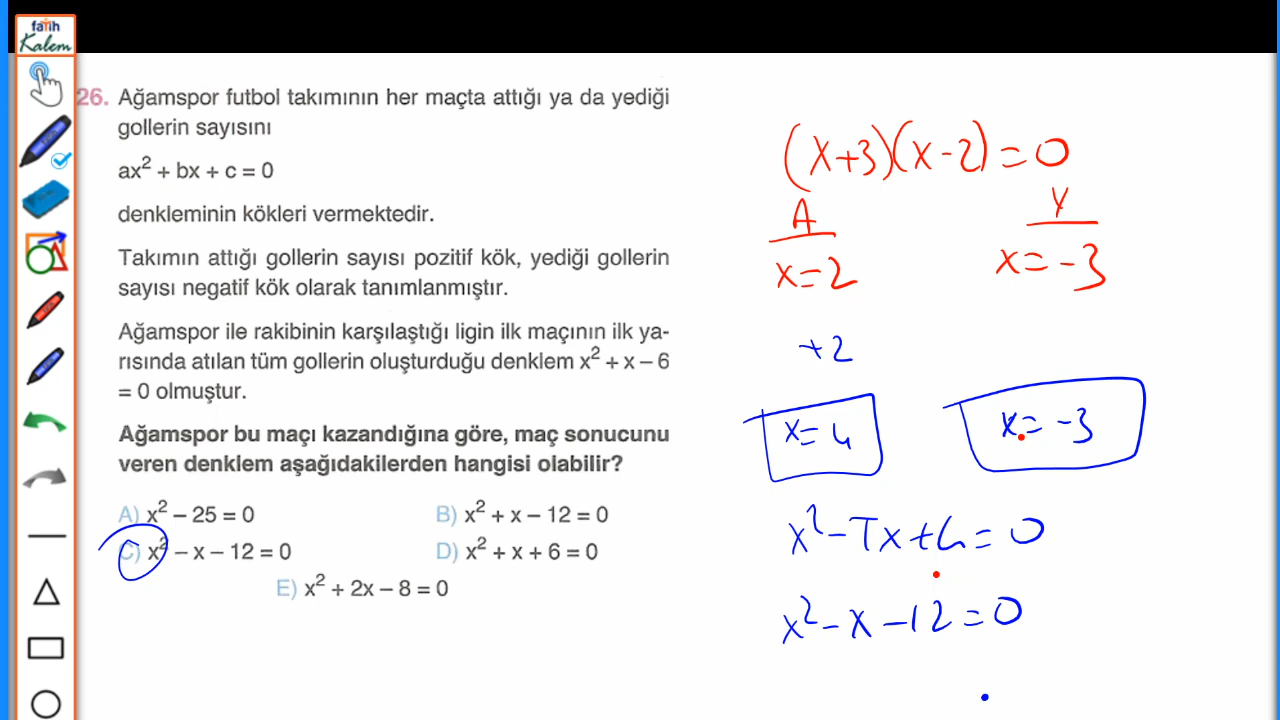 fatih
Kalem
26. Ağamspor futbol takımının her maçta attığı ya da yediği
gollerin sayısını
ax² + bx + c = 0
denkleminin kökleri vermektedir.
Takımın attığı gollerin sayısı pozitif kök, yediği gollerin
sayısı negatif kök olarak tanımlanmıştır.
Ağamspor ile rakibinin karşılaştığı ligin ilk maçının ilk ya-
rısında atılan tüm gollerin oluşturduğu denklem x² + x – 6
= 0 olmuştur.
Ağamspor bu maçı kazandığına göre, maç sonucunu
veren denklem aşağıdakilerden hangisi olabilir?
A) x² – 25 = 0 B) x² + x – 12 = 0
C) x² – x – 12 = 0 D) x² + x + 6 = 0
E) x² + 2x – 8 = 0
(x+3)(x-2)=0
A Y
x=2 x=-3
+2
x=4 x=-3
x²-Tx+Ç=0
x²-x-12=0